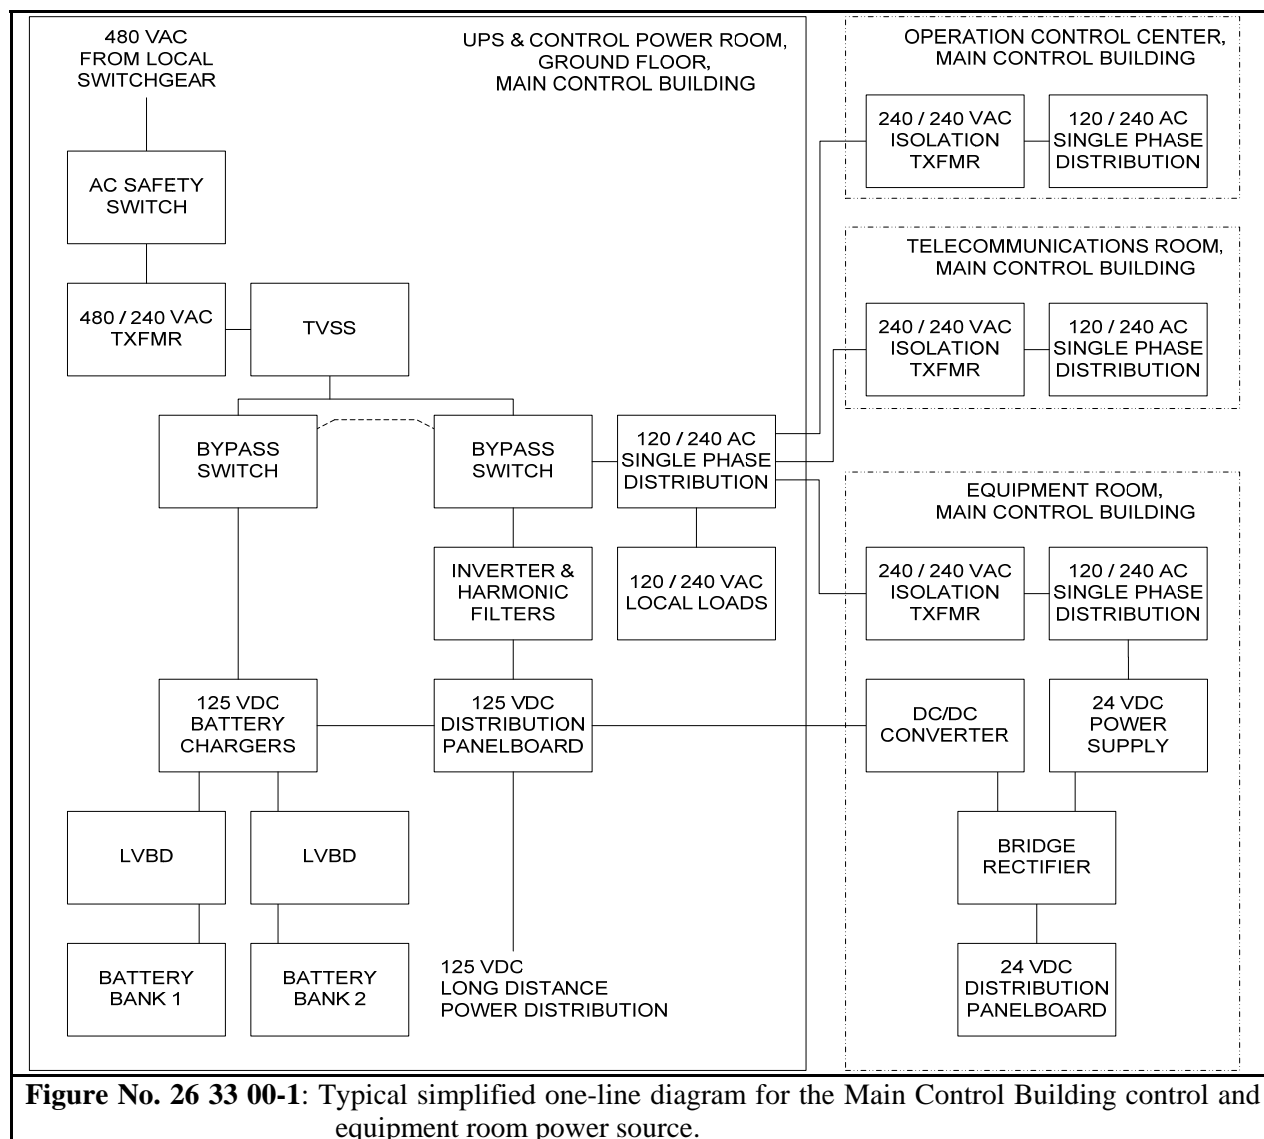 480 VAC
FROM LOCAL
SWITCHGEAR
UPS & CONTROL POWER ROOM,
GROUND FLOOR,
MAIN CONTROL BUILDING
OPERATION CONTROL CENTER,
MAIN CONTROL BUILDING
240 / 240 VAC
ISOLATION
TXFMR
120 / 240 AC
SINGLE PHASE
DISTRIBUTION
AC SAFETY
SWITCH
TELECOMMUNICATIONS ROOM,
MAIN CONTROL BUILDING
480 / 240 VAC
TXFMR
TVSS
240 / 240 VAC
ISOLATION
TXFMR
120 / 240 AC
SINGLE PHASE
DISTRIBUTION
BYPASS
SWITCH
BYPASS
SWITCH
120 / 240 AC
SINGLE PHASE
DISTRIBUTION
EQUIPMENT ROOM,
MAIN CONTROL BUILDING
INVERTER &
HARMONIC
FILTERS
120 / 240 VAC
LOCAL LOADS
240 / 240 VAC
ISOLATION
TXFMR
120 / 240 AC
SINGLE PHASE
DISTRIBUTION
125 VDC
BATTERY
CHARGERS
125 VDC
DISTRIBUTION
PANELBOARD
DC/DC
CONVERTER
24 VDC
POWER
SUPPLY
LVBD
LVBD
BRIDGE
RECTIFIER
BATTERY
BANK 1
BATTERY
BANK 2
125 VDC
LONG DISTANCE
POWER DISTRIBUTION
24 VDC
DISTRIBUTION
PANELBOARD
Figure No. 26 33 00-1: Typical simplified one-line diagram for the Main Control Building control and
equipment room power source.